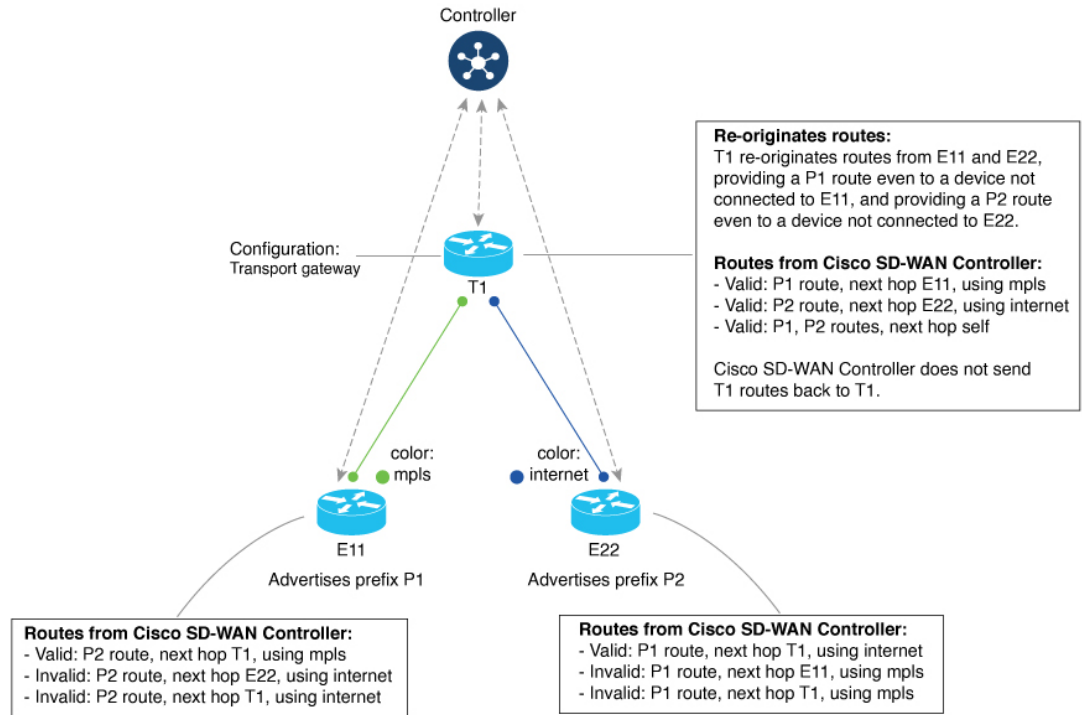 Controller
Re-originates routes:
T1 re-originates routes from E11 and E22,
providing a P1 route even to a device not
connected to E11, and providing a P2 route
even to a device not connected to E22.
Routes from Cisco SD-WAN Controller:
- Valid: P1 route, next hop E11, using mpls
- Valid: P2 route, next hop E22, using internet
- Valid: P1, P2 routes, next hop self
Cisco SD-WAN Controller does not send
T1 routes back to T1.
Configuration:
Transport gateway
T1
color:
mpls
color:
internet
E11
Advertises prefix P1
E22
Advertises prefix P2
Routes from Cisco SD-WAN Controller:
- Valid: P2 route, next hop T1, using mpls
- Invalid: P2 route, next hop E22, using internet
- Invalid: P2 route, next hop T1, using internet
Routes from Cisco SD-WAN Controller:
- Valid: P1 route, next hop T1, using internet
- Invalid: P1 route, next hop E11, using mpls
- Invalid: P1 route, next hop T1, using mpls